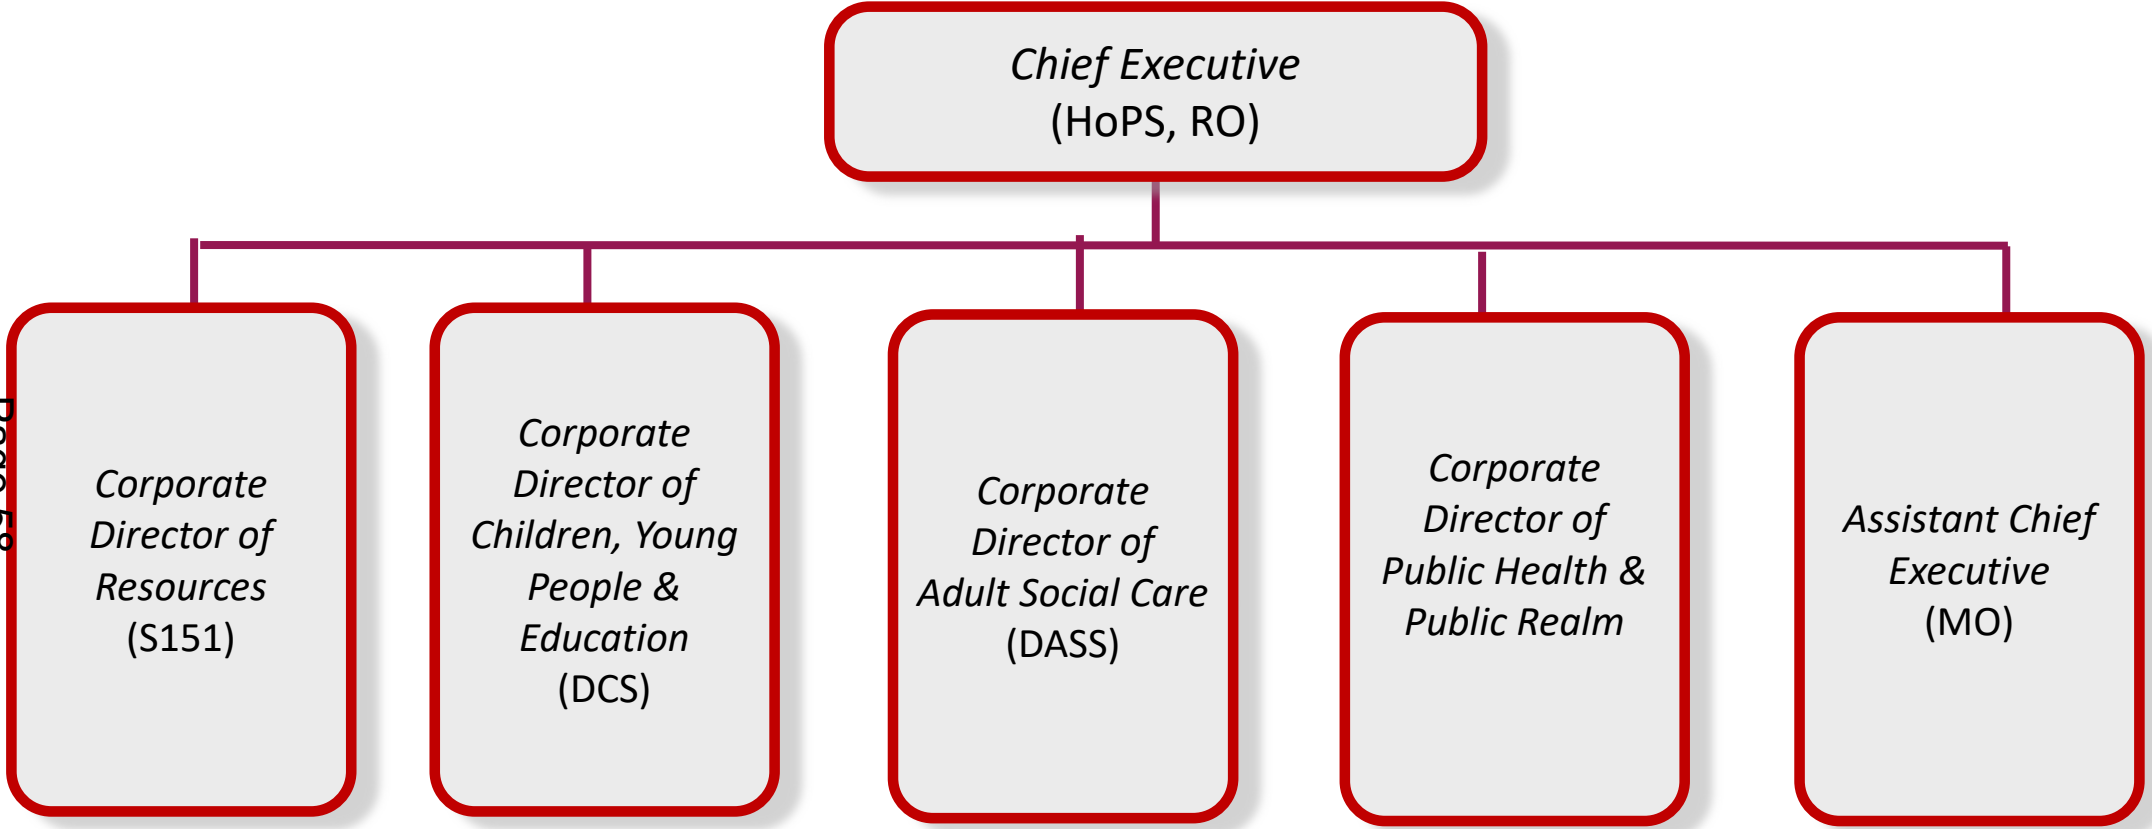 Chief Executive
(HoPS, RO)
Corporate
Director of
Resources
(S151)
Corporate
Director of
Children, Young
People &
Education
(DCS)
Corporate
Director of
Adult Social Care
(DASS)
Corporate
Director of
Public Health &
Public Realm
Assistant Chief
Executive
(MO)